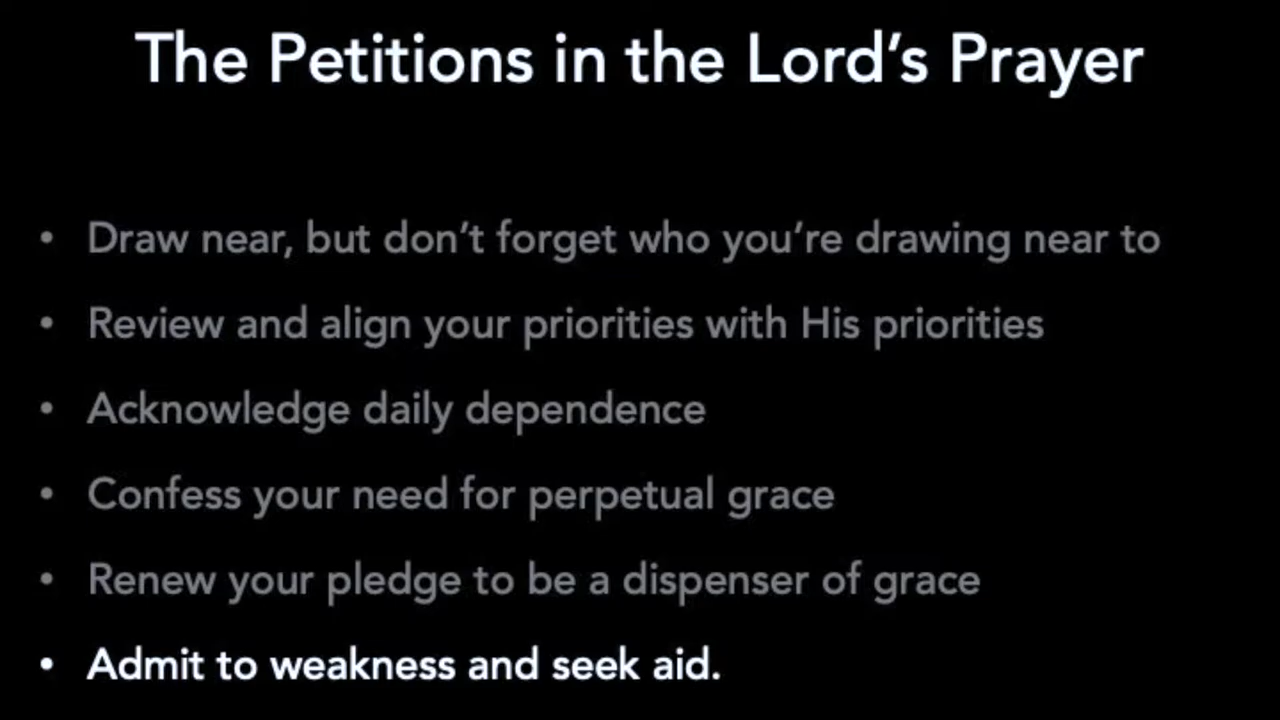 The Petitions in the Lord’s Prayer
• Draw near, but don’t forget who you’re drawing near to
• Review and align your priorities with His priorities
• Acknowledge daily dependence
• Confess your need for perpetual grace
• Renew your pledge to be a dispenser of grace
• Admit to weakness and seek aid.